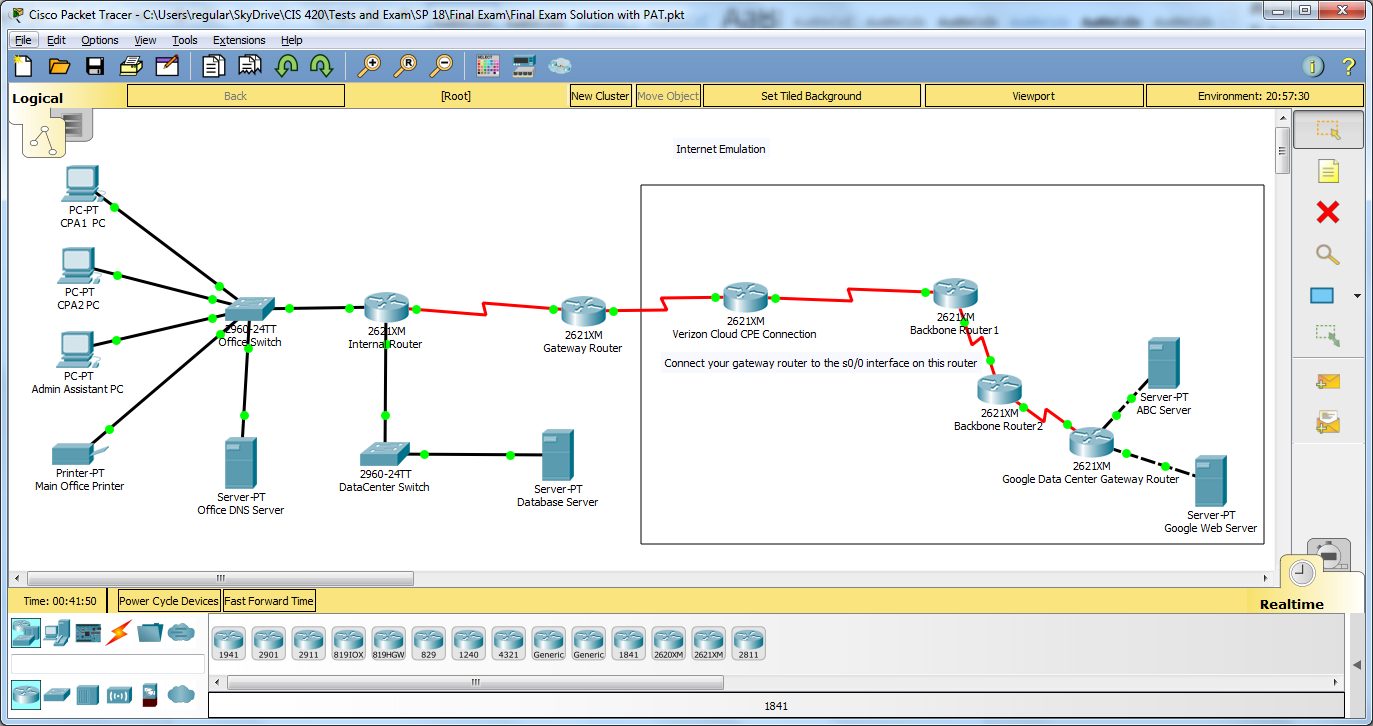 Cisco Packet Tracer - C:\Users\regular\SkyDrive\CIS 420\Tests and Exam\SP 18\Final Exam\Final Exam Solution with PAT.pkt
File Edit Options View Tools Extensions Help
Logical Back [Root] New Cluster Move Object Set Tiled Background Viewport Environment: 20:57:30
Internet Emulation
PC-PT
CPA1 PC
PC-PT
CPA2 PC
PC-PT
Admin Assistant PC
Printer-PT
Main Office Printer
2960-24TT
Office Switch
Server-PT
Office DNS Server
2621XM
Internal Router
2960-24TT
DataCenter Switch
Server-PT
Database Server
2621XM
Gateway Router
2621XM
Verizon Cloud CPE Connection
Connect your gateway router to the s0/0 interface on this router
2621XM
Backbone Router1
2621XM
Backbone Router2
2621XM
Google Data Center Gateway Router
Server-PT
ABC Server
Server-PT
Google Web Server
Time: 00:41:50 Power Cycle Devices Fast Forward Time
Realtime
1941 2901 2911 819IOX 819HGW 829 1240 4321 Generic Generic 1841 2620XM 2621XM 2811
1841